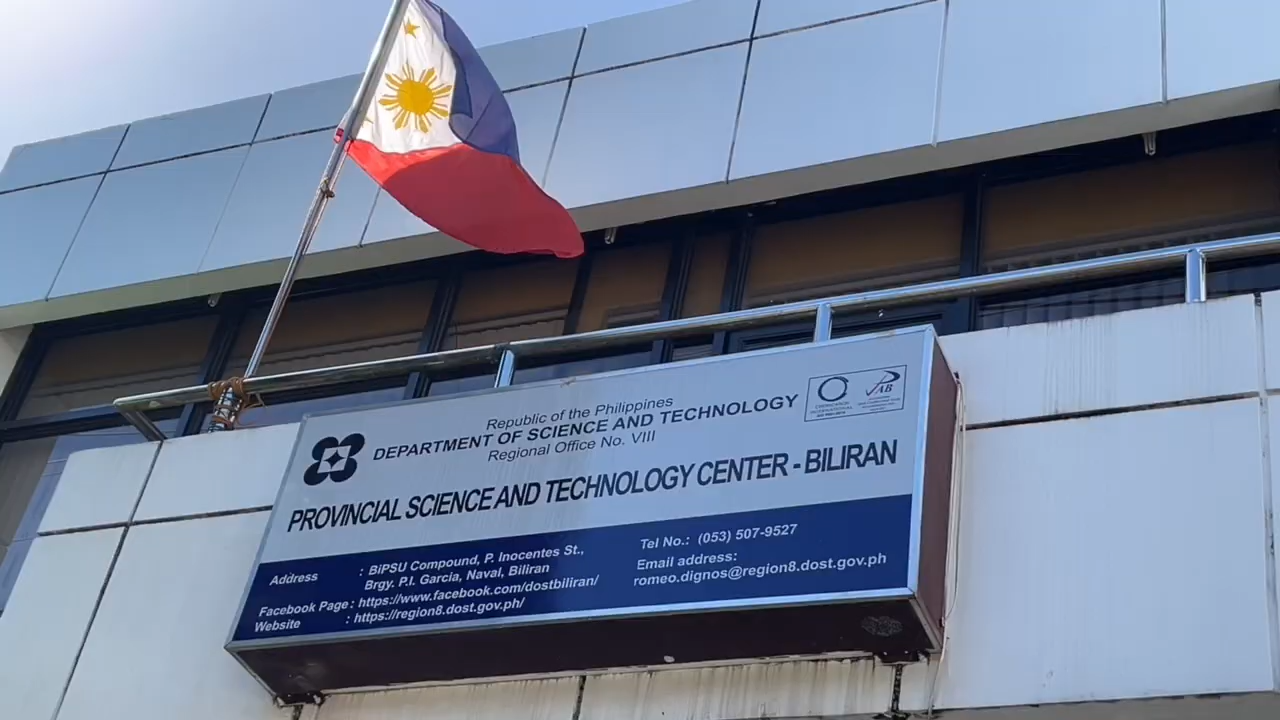 Republic of the Philippines
DEPARTMENT OF SCIENCE AND TECHNOLOGY
Regional Office No. VIII
PROVINCIAL SCIENCE AND TECHNOLOGY CENTER - BILIRAN
Address : BiPSU Compound, P. Inocentes St.,
Brgy. P.I. Garcia, Naval, Biliran
Facebook Page : https://www.facebook.com/dostbiliran/
Website : https://region8.dost.gov.ph/
Tel No.: (053) 507-9527
Email address:
romeo.dignos@region8.dost.gov.ph